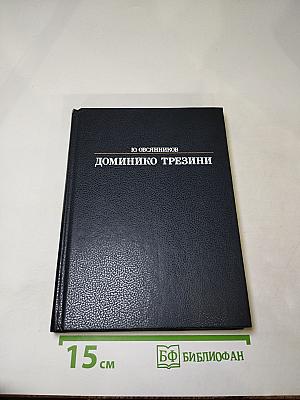 Ю. ОВСЯННИКОВ
ДОМИНИКО ТРЕЗИНИ
15 см
БФ БИБЛИОФАН